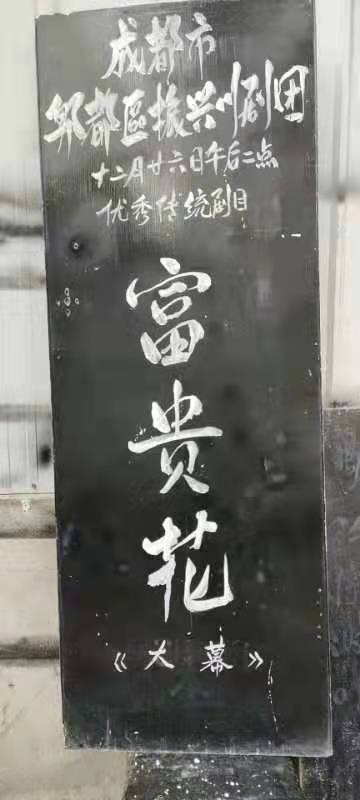 成都市
郫都區振兴川剧团
十二月廿六日午后二点
优秀传统剧目
富贵花
《大幕》